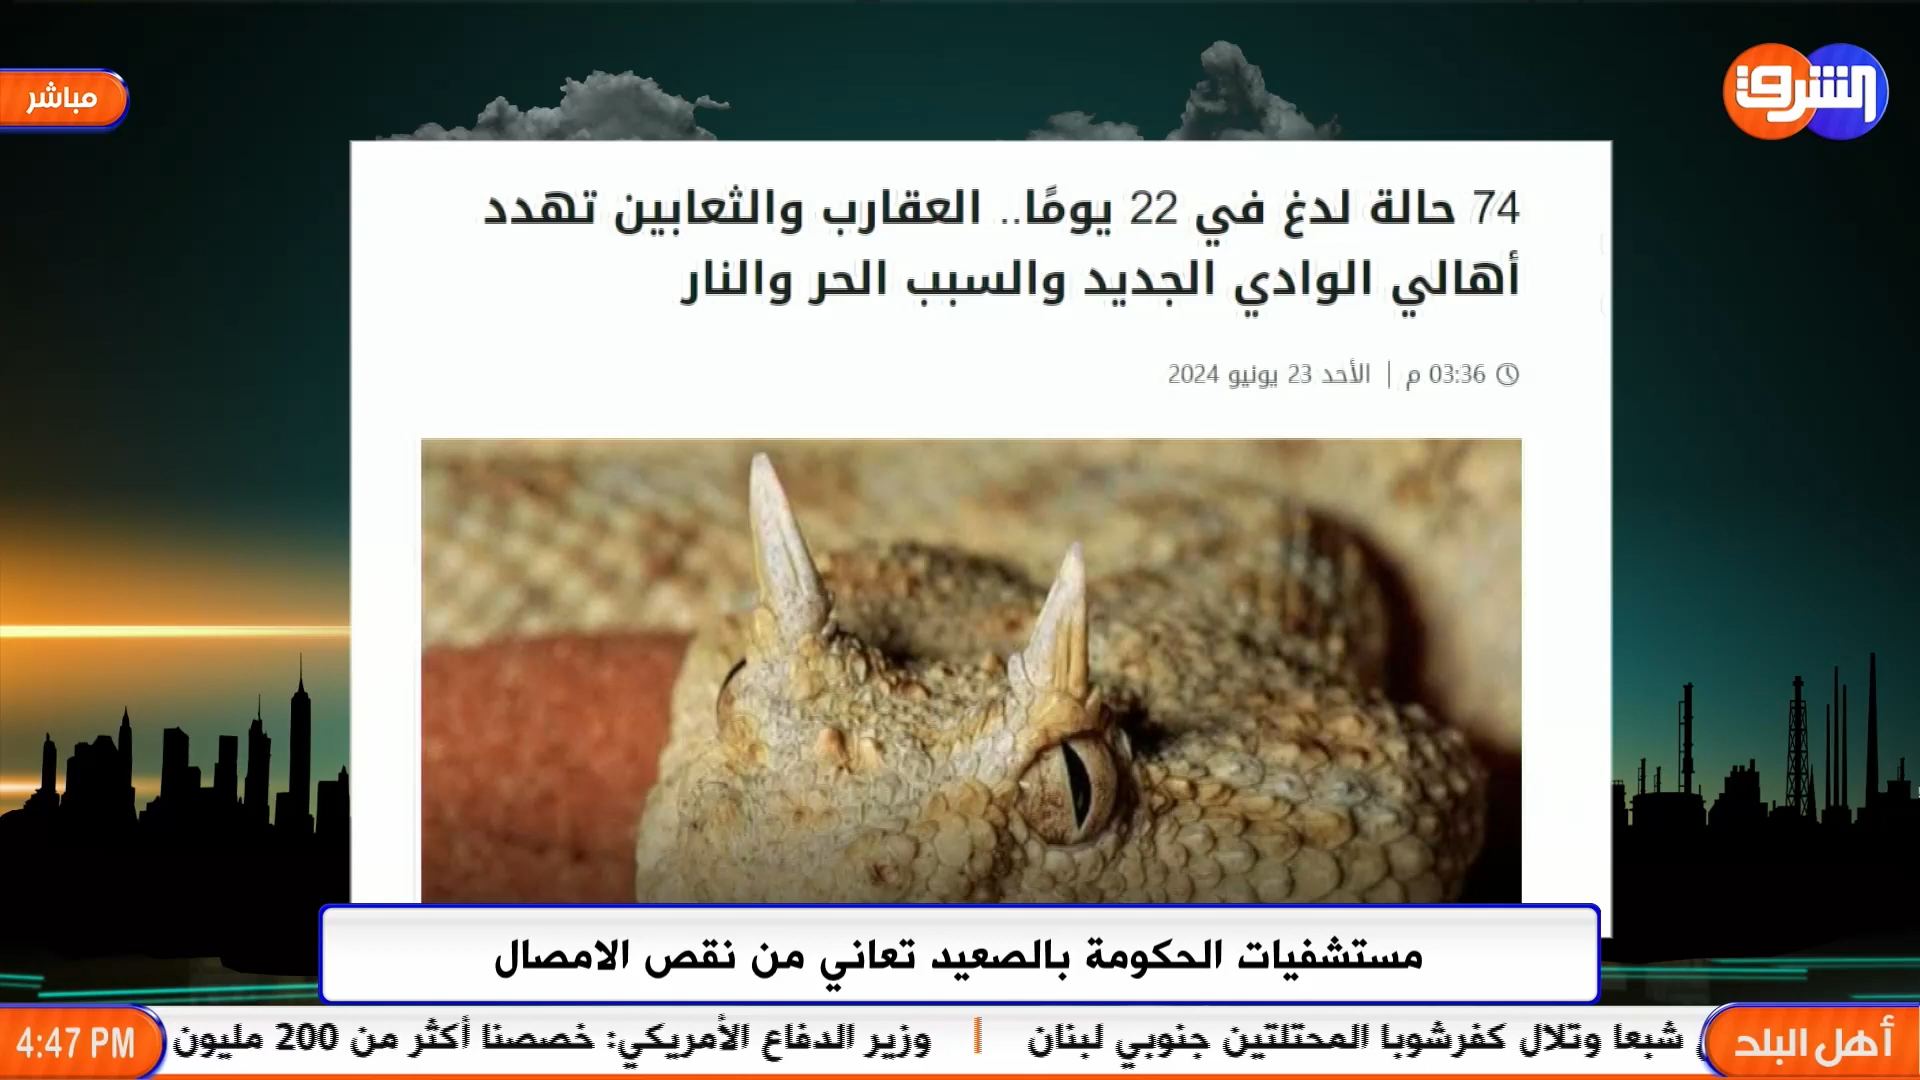 مباشر
الشرق
74 حالة لدغ في 22 يومًا.. العقارب والثعابين تهدد
أهالي الوادي الجديد والسبب الحر والنار
03:36 م | الأحد 23 يونيو 2024
مستشفيات الحكومة بالصعيد تعاني من نقص الامصال
أهل البلد
شبعا وتلال كفرشوبا المحتلتين جنوبي لبنان | وزير الدفاع الأمريكي: خصصنا أكثر من 200 مليون
4:47 PM